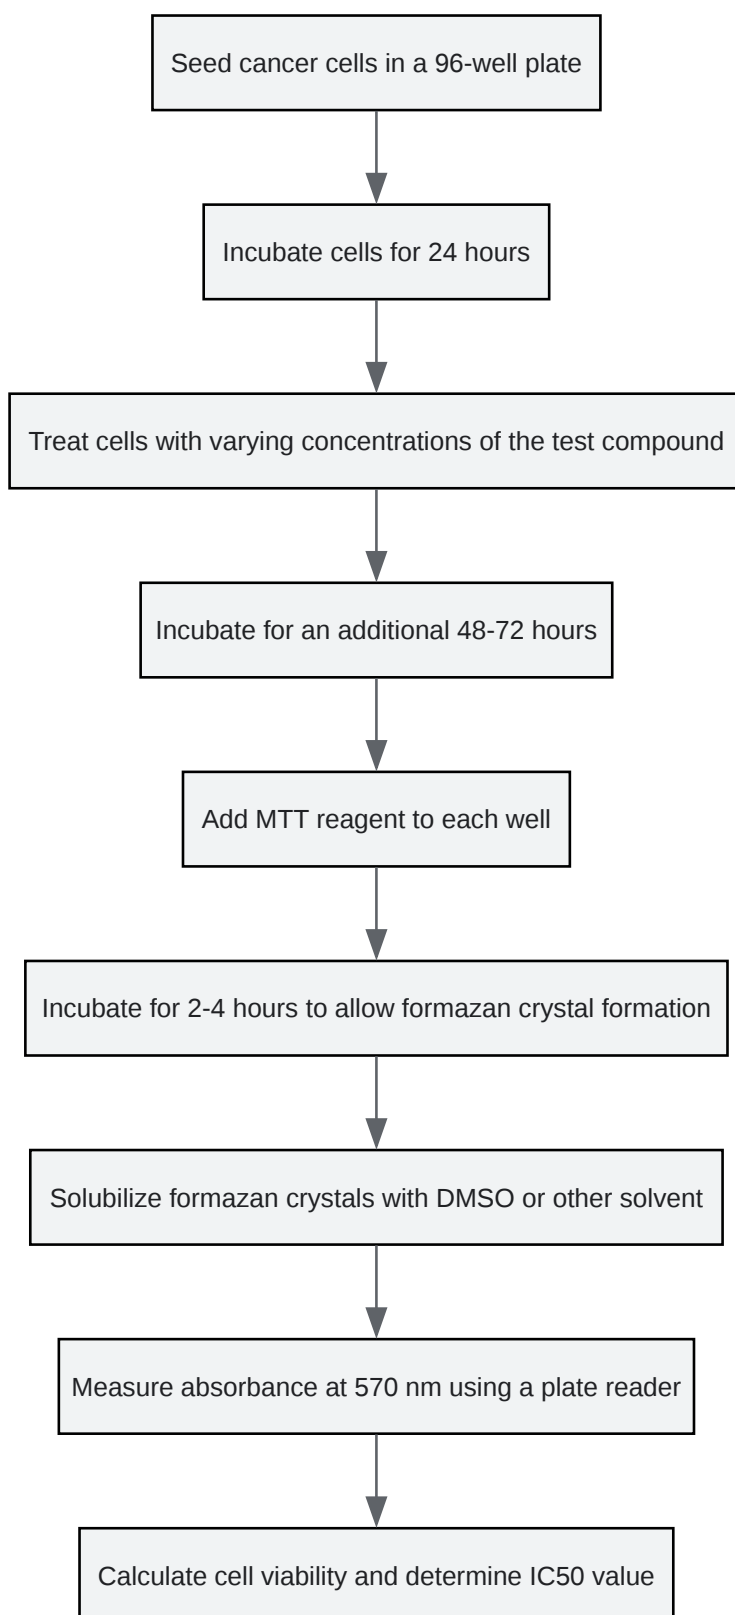 Seed cancer cells in a 96-well plate
Incubate cells for 24 hours
Treat cells with varying concentrations of the test compound
Incubate for an additional 48-72 hours
Add MTT reagent to each well
Incubate for 2-4 hours to allow formazan crystal formation
Solubilize formazan crystals with DMSO or other solvent
Measure absorbance at 570 nm using a plate reader
Calculate cell viability and determine IC50 value